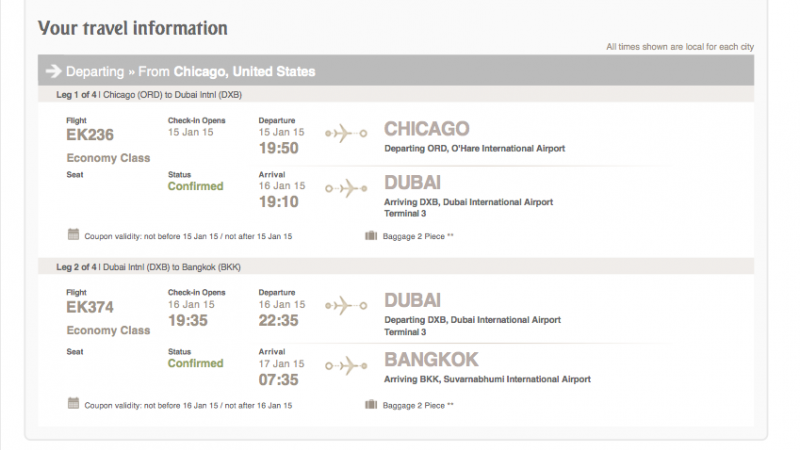 Your travel information
All times shown are local for each city
Departing » From Chicago, United States
Leg 1 of 4 | Chicago (ORD) to Dubai Intnl (DXB)
Flight Check-in Opens Departure
EK236 15 Jan 15 15 Jan 15 CHICAGO
19:50 Departing ORD, O'Hare International Airport
Economy Class
Seat Status Arrival
Confirmed 16 Jan 15 DUBAI
19:10 Arriving DXB, Dubai International Airport
Terminal 3
Coupon validity: not before 15 Jan 15 / not after 15 Jan 15 Baggage 2 Piece **
Leg 2 of 4 | Dubai Intnl (DXB) to Bangkok (BKK)
Flight Check-in Opens Departure
EK374 16 Jan 15 16 Jan 15 DUBAI
19:35 22:35 Departing DXB, Dubai International Airport
Economy Class Terminal 3
Seat Status Arrival
Confirmed 17 Jan 15 BANGKOK
07:35 Arriving BKK, Suvarnabhumi International Airport
Coupon validity: not before 16 Jan 15 / not after 16 Jan 15 Baggage 2 Piece **